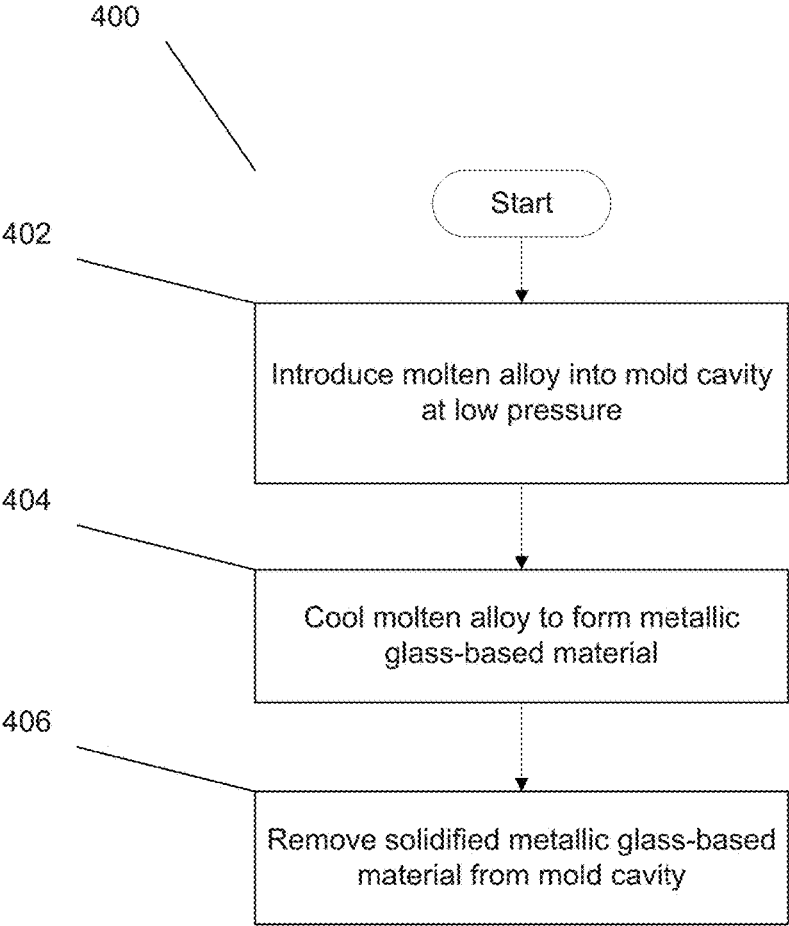 400
Start
402
Introduce molten alloy into mold cavity
at low pressure
404
Cool molten alloy to form metallic
glass-based material
406
Remove solidified metallic glass-based
material from mold cavity